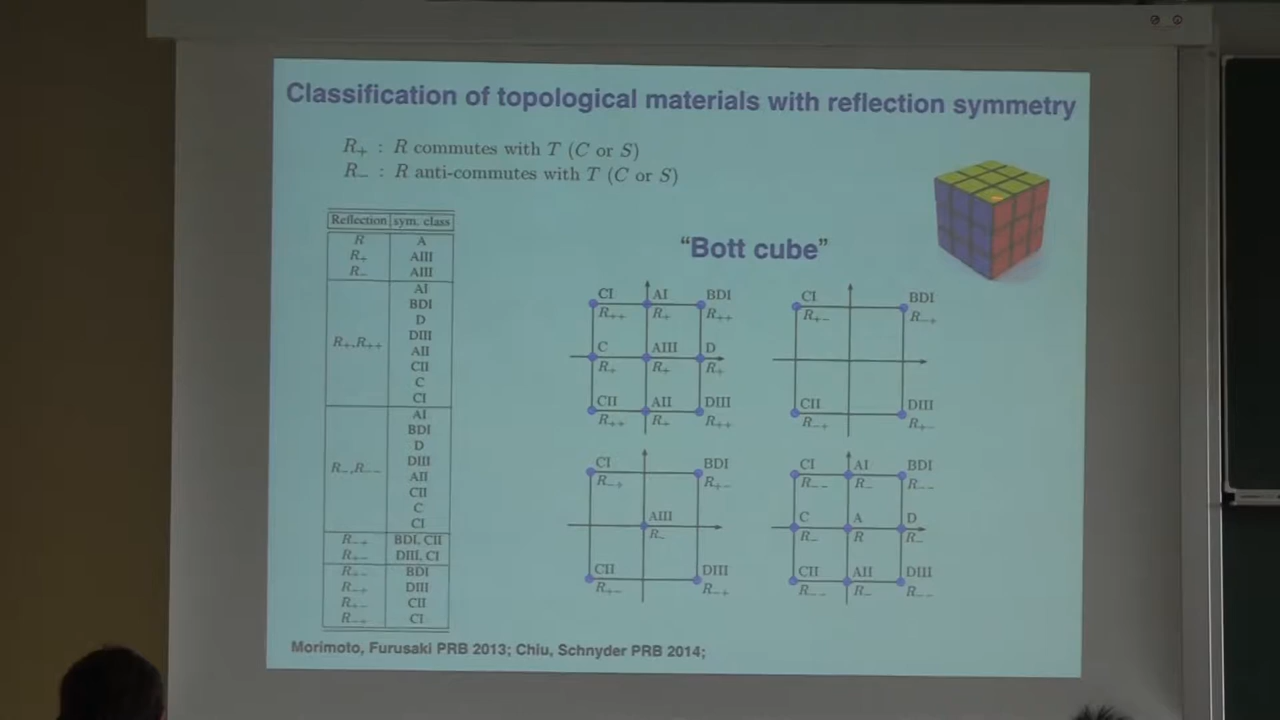 Classification of topological materials with reflection symmetry
R₊ : R commutes with T (C or S)
R₋ : R anti-commutes with T (C or S)
Reflection sym. class
R A
R₊ AIII
R₋ AIII
R₊,R₊₊
AI
BDI
D
DIII
AII
CII
C
CI
R₋,R₋₋
AI
BDI
D
DIII
AII
CII
C
CI
R₋₊ BDI, CII
R₊₋ DIII, CI
R₊₋ BDI
R₋₊ DIII
R₊₋ CII
R₋₊ CI
"Bott cube"
CI AI BDI
R₊₊ R₊ R₊₊
C AIII D
R₊ R₊ R₊
CII AII DIII
R₊₊ R₊ R₊₊
CI BDI
R₊₋ R₋₊
CII DIII
R₋₊ R₊₋
CI BDI
R₋₊ R₊₋
AIII
R₋
CII DIII
R₊₋ R₋₊
CI AI BDI
R₋₋ R₋ R₋₋
C A D
R₋ R R₋
CII AII DIII
R₋₋ R₋ R₋₋
Morimoto, Furusaki PRB 2013; Chiu, Schnyder PRB 2014;